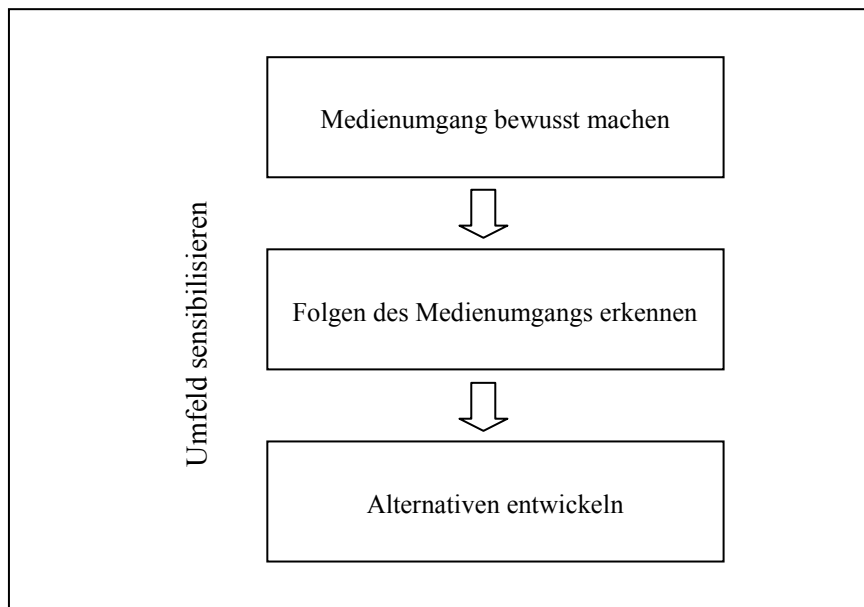 Medienumgang bewusst machen
Umfeld sensibilisieren
Folgen des Medienumgangs erkennen
Alternativen entwickeln